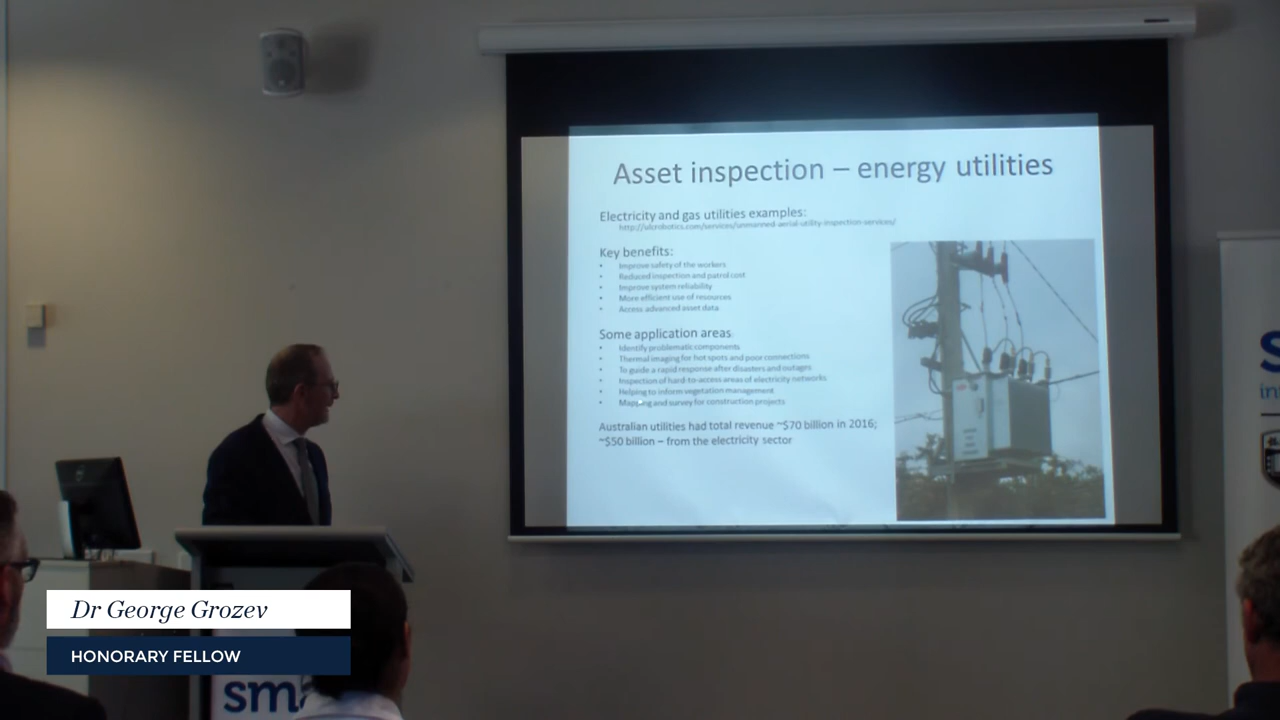 Asset inspection – energy utilities
Electricity and gas utilities examples:
http://ulcrobotics.com/services/unmanned-aerial-utility-inspection-services/
Key benefits:
• Improve safety of the workers
• Reduced inspection and patrol cost
• Improve system reliability
• More efficient use of resources
• Access advanced asset data
Some application areas
• Identify problematic components
• Thermal imaging for hot spots and poor connections
• To guide a rapid response after disasters and outages
• Inspection of hard-to-access areas of electricity networks
• Helping to inform vegetation management
• Mapping and survey for construction projects
Australian utilities had total revenue ~$70 billion in 2016;
~$50 billion – from the electricity sector
Dr George Grozev
HONORARY FELLOW
sma
S
in